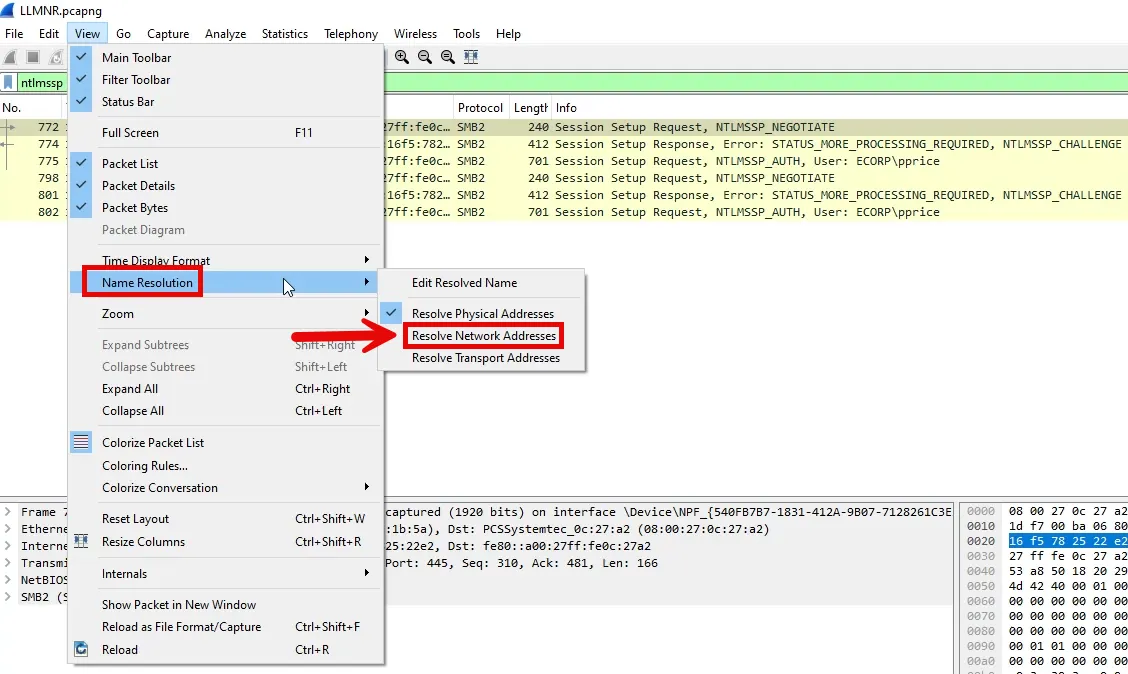 LLMNR.pcapng
File Edit View Go Capture Analyze Statistics Telephony Wireless Tools Help
Main Toolbar
Filter Toolbar
ntlmssp
Status Bar
No. Protocol Length Info
772 27ff:fe0c... SMB2 240 Session Setup Request, NTLMSSP_NEGOTIATE
774 16f5:782... SMB2 412 Session Setup Response, Error: STATUS_MORE_PROCESSING_REQUIRED, NTLMSSP_CHALLENGE
775 27ff:fe0c... SMB2 701 Session Setup Request, NTLMSSP_AUTH, User: ECORP\pprice
798 27ff:fe0c... SMB2 240 Session Setup Request, NTLMSSP_NEGOTIATE
801 16f5:782... SMB2 412 Session Setup Response, Error: STATUS_MORE_PROCESSING_REQUIRED, NTLMSSP_CHALLENGE
802 27ff:fe0c... SMB2 701 Session Setup Request, NTLMSSP_AUTH, User: ECORP\pprice
Full Screen F11
Packet List
Packet Details
Packet Bytes
Packet Diagram
Time Display Format
Name Resolution
Edit Resolved Name
Resolve Physical Addresses
Resolve Network Addresses
Resolve Transport Addresses
Zoom
Expand Subtrees Shift+Right
Collapse Subtrees Shift+Left
Expand All Ctrl+Right
Collapse All Ctrl+Left
Colorize Packet List
Coloring Rules...
Colorize Conversation
Reset Layout Ctrl+Shift+W
Resize Columns Ctrl+Shift+R
Internals
Show Packet in New Window
Reload as File Format/Capture Ctrl+Shift+F
Reload Ctrl+R
Frame 7 captured (1920 bits) on interface \Device\NPF_{540FB7B7-1831-412A-9B07-7128261C3E
Etherne :1b:5a), Dst: PCSSystemtec_0c:27:a2 (08:00:27:0c:27:a2)
Interne 25:22e2, Dst: fe80::a00:27ff:fe0c:27a2
Transmi Port: 445, Seq: 310, Ack: 481, Len: 166
NetBIOS
SMB2 (S
0000 08 00 27 0c 27 a2
0010 1d f7 00 ba 06 80
0020 16 f5 78 25 22 e2
0030 27 ff fe 0c 27 a2
0040 53 a8 50 18 20 29
0050 4d 42 40 00 01 00
0060 00 00 00 00 00 00
0070 00 00 00 00 00 00
0080 00 00 00 00 00 00
0090 00 01 01 00 00 00
00a0 00 00 00 00 00 00